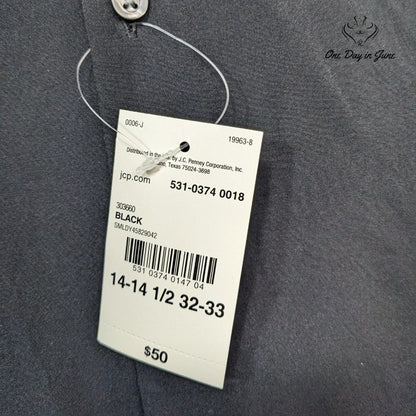 One Day in June
0006-J 19963-8
Distributed in the by J.C. Penney Corporation, Inc.
Texas 75024-3698
jcp.com 531-0374 0018
303660
BLACK
SMLDY45829042
531 0374 0147 04
14-14 1/2 32-33
$50